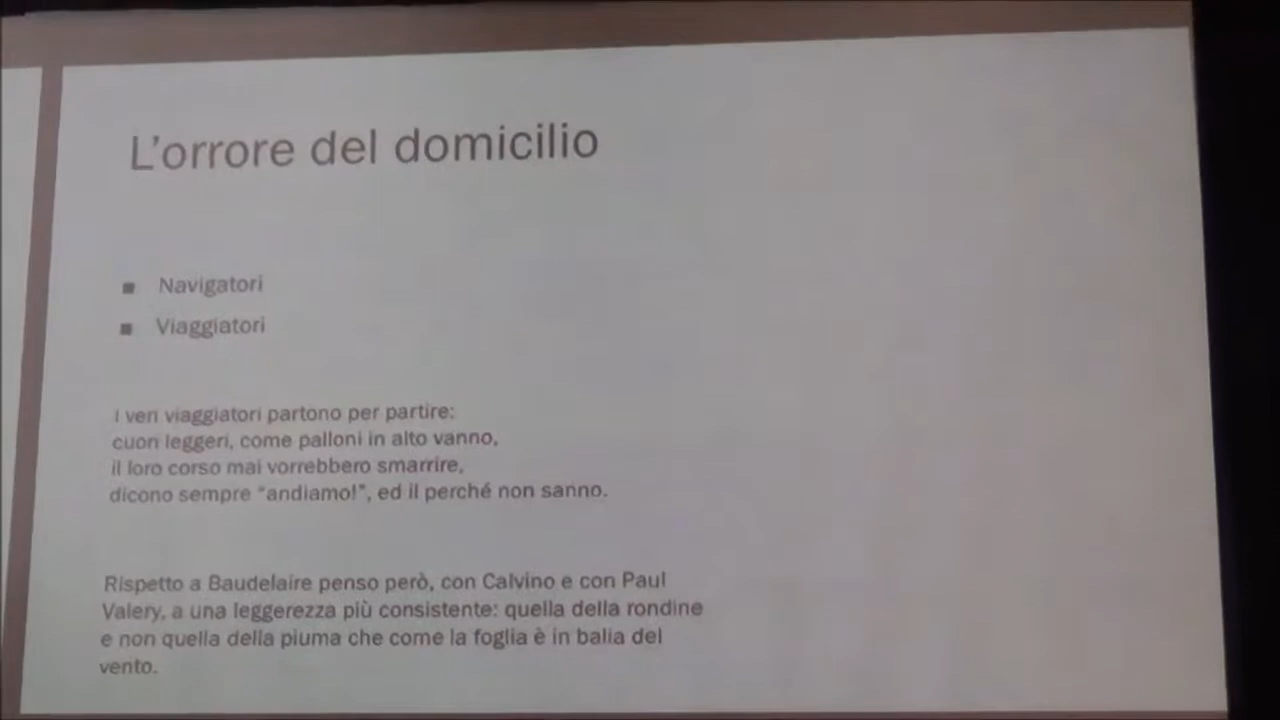 L'orrore del domicilio
Navigatori
Viaggiatori
I veri viaggiatori partono per partire:
cuori leggeri, come palloni in alto vanno,
il loro corso mai vorrebbero smarrire,
dicono sempre “andiamo!”, ed il perché non sanno.
Rispetto a Baudelaire penso però, con Calvino e con Paul
Valery, a una leggerezza più consistente: quella della rondine
e non quella della piuma che come la foglia è in balia del
vento.